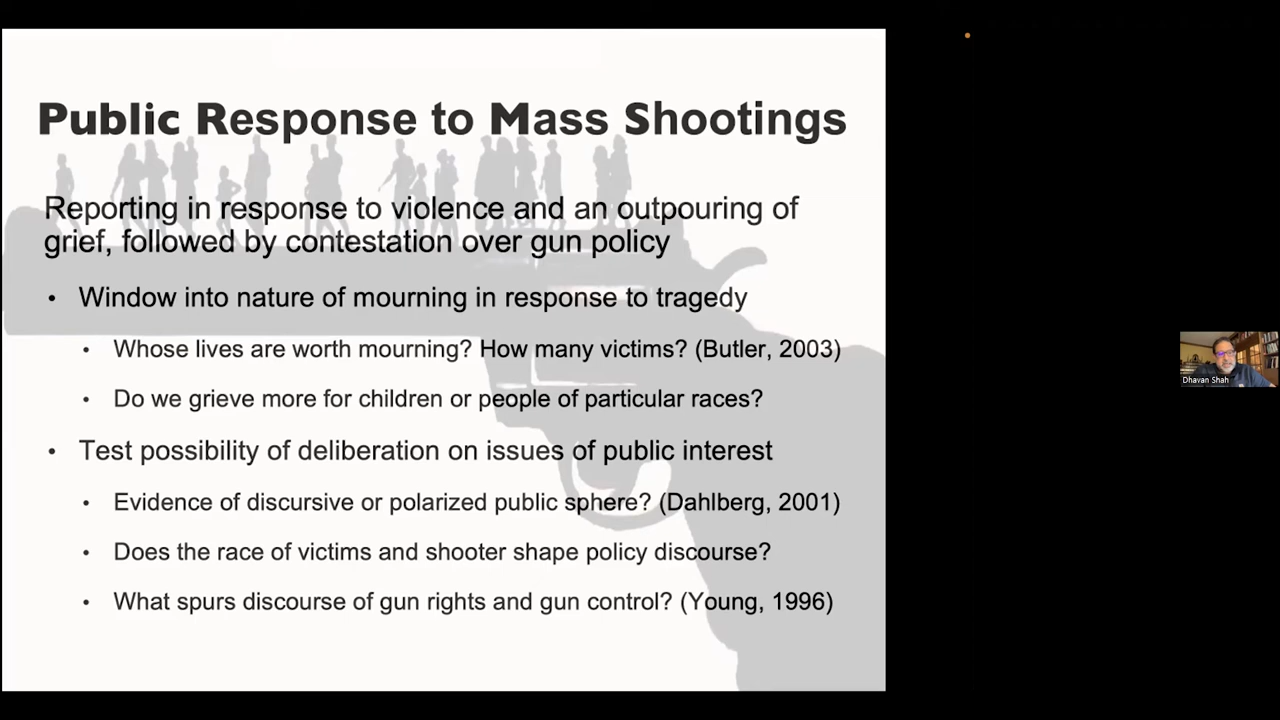 Public Response to Mass Shootings
Reporting in response to violence and an outpouring of
grief, followed by contestation over gun policy
• Window into nature of mourning in response to tragedy
• Whose lives are worth mourning? How many victims? (Butler, 2003)
• Do we grieve more for children or people of particular races?
• Test possibility of deliberation on issues of public interest
• Evidence of discursive or polarized public sphere? (Dahlberg, 2001)
• Does the race of victims and shooter shape policy discourse?
• What spurs discourse of gun rights and gun control? (Young, 1996)
Dhavan Shah